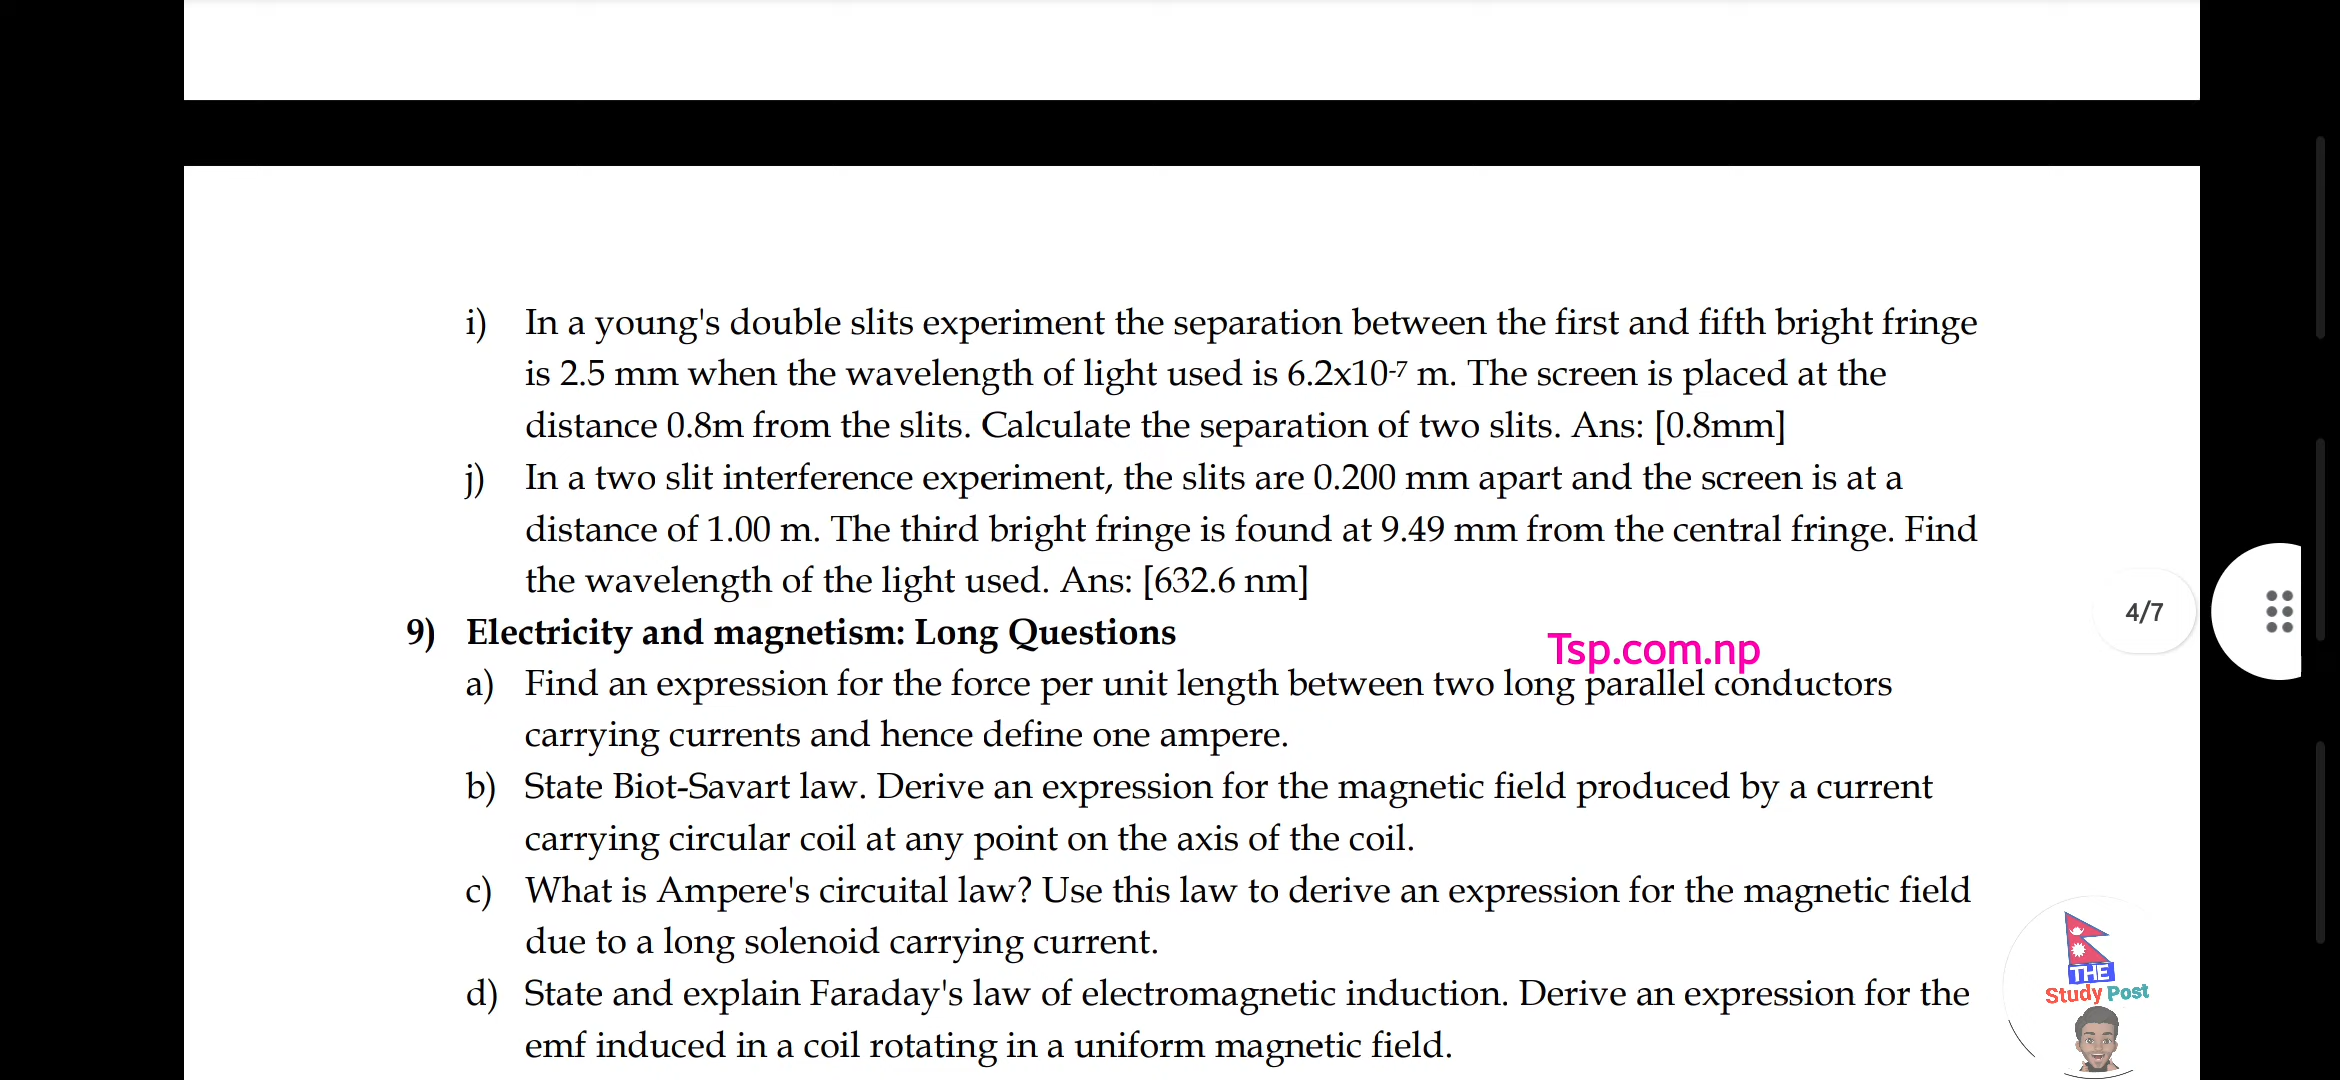 i) In a young's double slits experiment the separation between the first and fifth bright fringe
is 2.5 mm when the wavelength of light used is 6.2x10⁻⁷ m. The screen is placed at the
distance 0.8m from the slits. Calculate the separation of two slits. Ans: [0.8mm]
j) In a two slit interference experiment, the slits are 0.200 mm apart and the screen is at a
distance of 1.00 m. The third bright fringe is found at 9.49 mm from the central fringe. Find
the wavelength of the light used. Ans: [632.6 nm]
9) Electricity and magnetism: Long Questions
Tsp.com.np
4/7
a) Find an expression for the force per unit length between two long parallel conductors
carrying currents and hence define one ampere.
b) State Biot-Savart law. Derive an expression for the magnetic field produced by a current
carrying circular coil at any point on the axis of the coil.
c) What is Ampere's circuital law? Use this law to derive an expression for the magnetic field
due to a long solenoid carrying current.
d) State and explain Faraday's law of electromagnetic induction. Derive an expression for the
emf induced in a coil rotating in a uniform magnetic field.
THE
Study Post